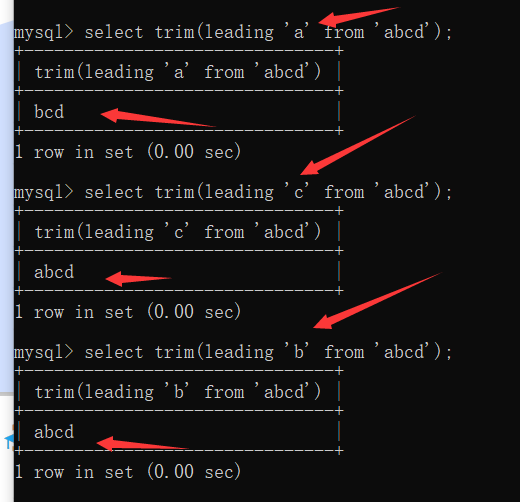 mysql> select trim(leading 'a' from 'abcd');
+-------------------------------+
| trim(leading 'a' from 'abcd') |
+-------------------------------+
| bcd                           |
+-------------------------------+
1 row in set (0.00 sec)
mysql> select trim(leading 'c' from 'abcd');
+-------------------------------+
| trim(leading 'c' from 'abcd') |
+-------------------------------+
| abcd                          |
+-------------------------------+
1 row in set (0.00 sec)
mysql> select trim(leading 'b' from 'abcd');
+-------------------------------+
| trim(leading 'b' from 'abcd') |
+-------------------------------+
| abcd                          |
+-------------------------------+
1 row in set (0.00 sec)